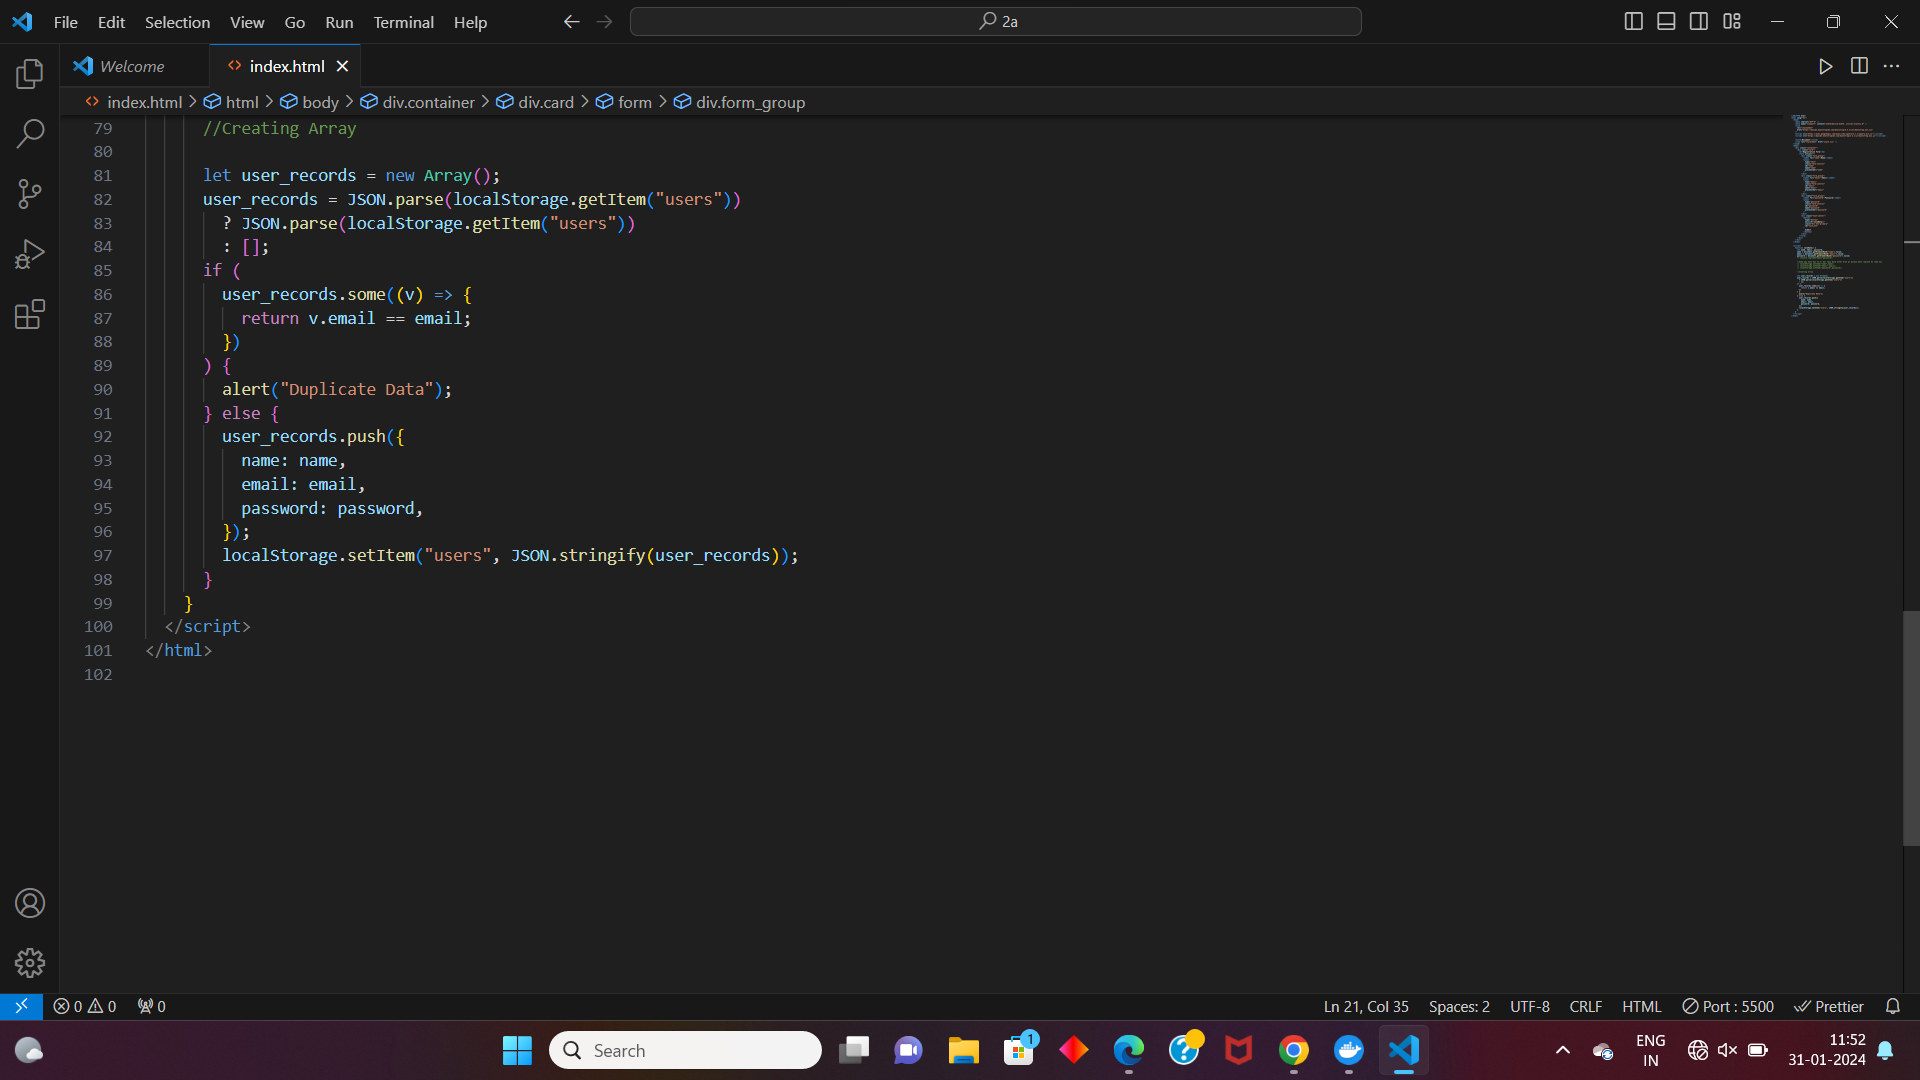 File Edit Selection View Go Run Terminal Help
2a
Welcome
index.html
index.html html body div.container div.card form div.form_group
79 //Creating Array
80
81 let user_records = new Array();
82 user_records = JSON.parse(localStorage.getItem("users"))
83 ? JSON.parse(localStorage.getItem("users"))
84 : [];
85 if (
86 user_records.some((v) => {
87 return v.email == email;
88 })
89 ) {
90 alert("Duplicate Data");
91 } else {
92 user_records.push({
93 name: name,
94 email: email,
95 password: password,
96 });
97 localStorage.setItem("users", JSON.stringify(user_records));
98 }
99 }
100 </script>
101 </html>
102
0 0 0 Ln 21, Col 35 Spaces: 2 UTF-8 CRLF HTML Port : 5500 Prettier
Search
1
ENG
IN
11:52
31-01-2024